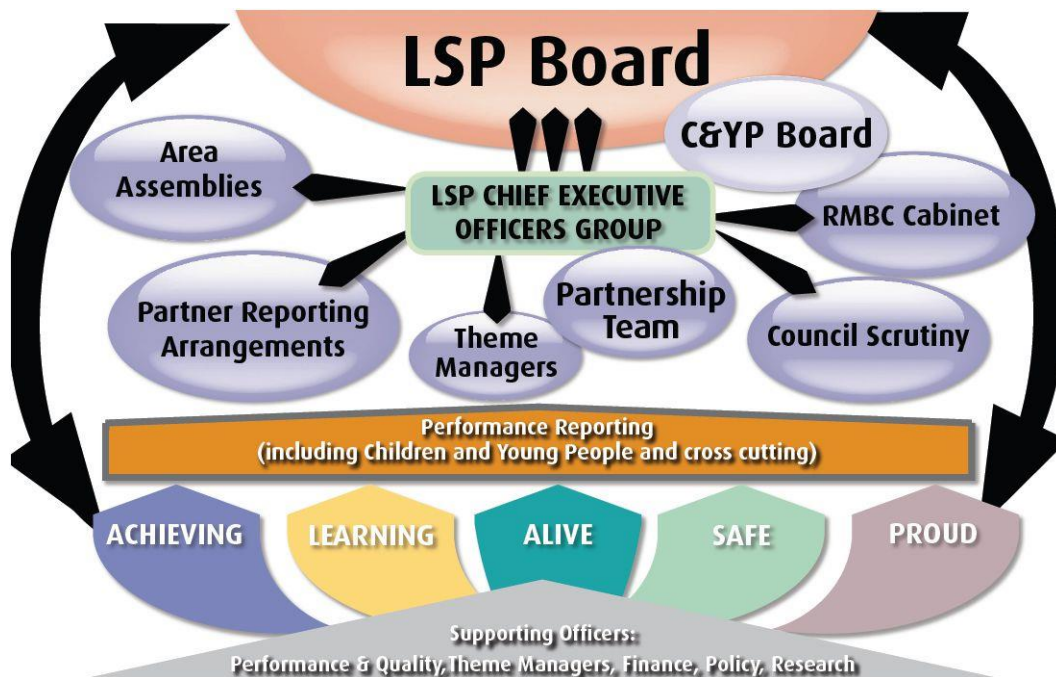 LSP Board
C&YP Board
Area
Assemblies
LSP CHIEF EXECUTIVE
OFFICERS GROUP
RMBC Cabinet
Partner Reporting
Arrangements
Theme
Managers
Partnership
Team
Council Scrutiny
Performance Reporting
(including Children and Young People and cross cutting)
ACHIEVING
LEARNING
ALIVE
SAFE
PROUD
Supporting Officers:
Performance & Quality,Theme Managers, Finance, Policy, Research